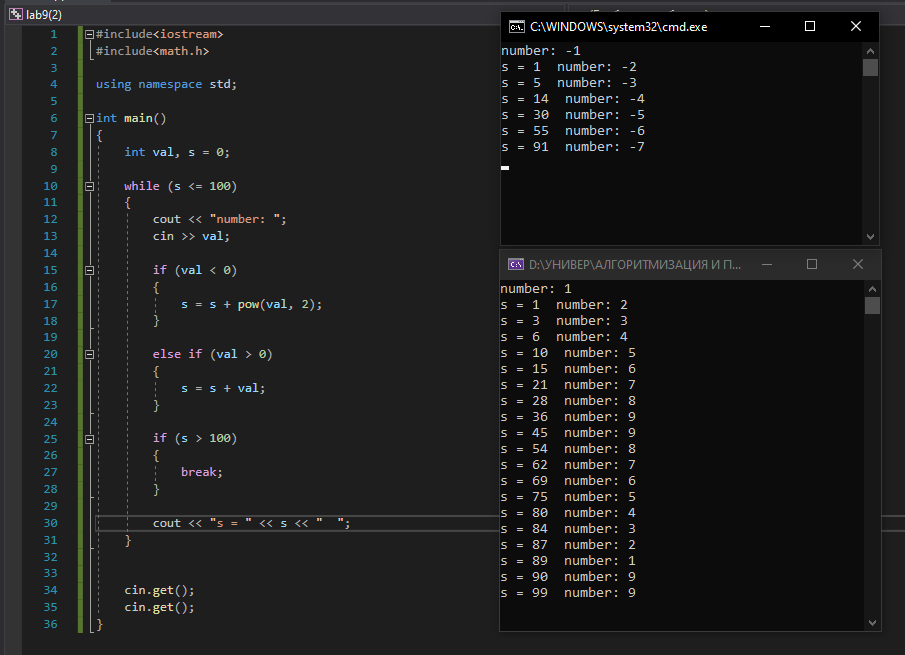 lab9(2)
1 #include<iostream>
2 #include<math.h>
3
4 using namespace std;
5
6 int main()
7 {
8 int val, s = 0;
9
10 while (s <= 100)
11 {
12 cout << "number: ";
13 cin >> val;
14
15 if (val < 0)
16 {
17 s = s + pow(val, 2);
18 }
19
20 else if (val > 0)
21 {
22 s = s + val;
23 }
24
25 if (s > 100)
26 {
27 break;
28 }
29
30 cout << "s = " << s << "  ";
31 }
32
33
34 cin.get();
35 cin.get();
36 }
C:\WINDOWS\system32\cmd.exe
number: -1
s = 1  number: -2
s = 5  number: -3
s = 14  number: -4
s = 30  number: -5
s = 55  number: -6
s = 91  number: -7
D:\УНИВЕР\АЛГОРИТМИЗАЦИЯ И П...
number: 1
s = 1  number: 2
s = 3  number: 3
s = 6  number: 4
s = 10  number: 5
s = 15  number: 6
s = 21  number: 7
s = 28  number: 8
s = 36  number: 9
s = 45  number: 9
s = 54  number: 8
s = 62  number: 7
s = 69  number: 6
s = 75  number: 5
s = 80  number: 4
s = 84  number: 3
s = 87  number: 2
s = 89  number: 1
s = 90  number: 9
s = 99  number: 9